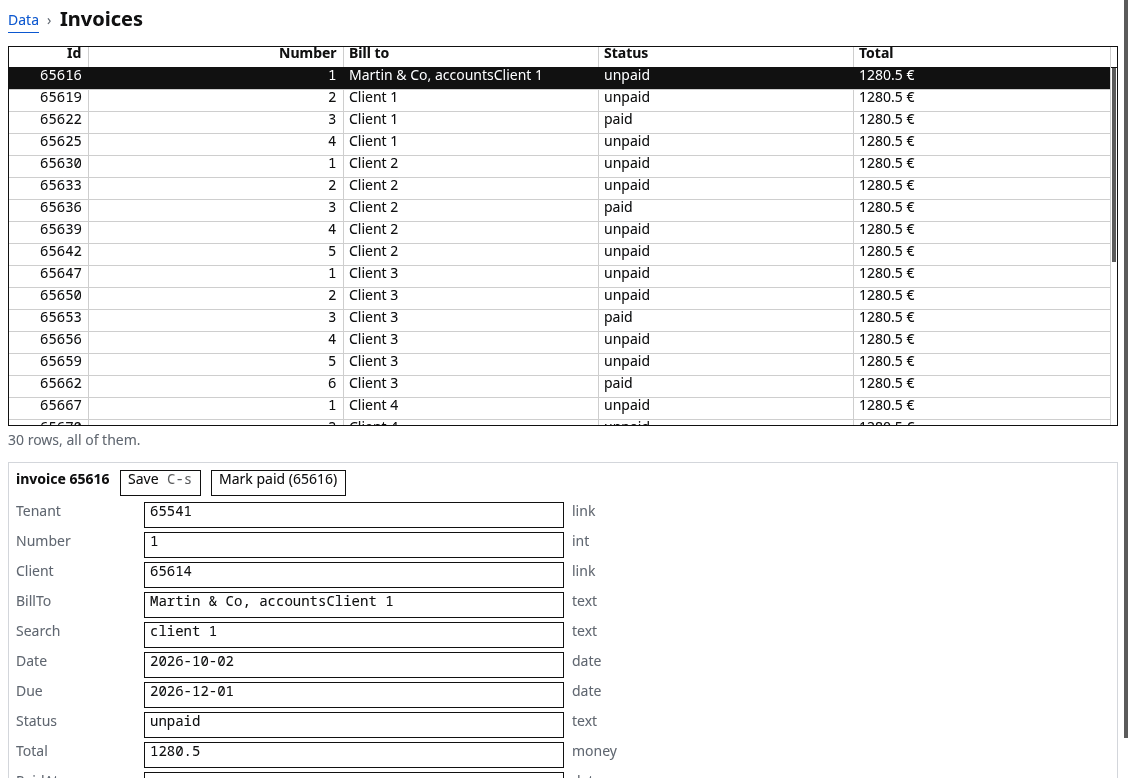 Data › Invoices
Id Number Bill to Status Total
65616 1 Martin & Co, accountsClient 1 unpaid 1280.5 €
65619 2 Client 1 unpaid 1280.5 €
65622 3 Client 1 paid 1280.5 €
65625 4 Client 1 unpaid 1280.5 €
65630 1 Client 2 unpaid 1280.5 €
65633 2 Client 2 unpaid 1280.5 €
65636 3 Client 2 paid 1280.5 €
65639 4 Client 2 unpaid 1280.5 €
65642 5 Client 2 unpaid 1280.5 €
65647 1 Client 3 unpaid 1280.5 €
65650 2 Client 3 unpaid 1280.5 €
65653 3 Client 3 paid 1280.5 €
65656 4 Client 3 unpaid 1280.5 €
65659 5 Client 3 unpaid 1280.5 €
65662 6 Client 3 paid 1280.5 €
65667 1 Client 4 unpaid 1280.5 €
30 rows, all of them.
invoice 65616 Save C-s Mark paid (65616)
Tenant 65541 link
Number 1 int
Client 65614 link
BillTo Martin & Co, accountsClient 1 text
Search client 1 text
Date 2026-10-02 date
Due 2026-12-01 date
Status unpaid text
Total 1280.5 money